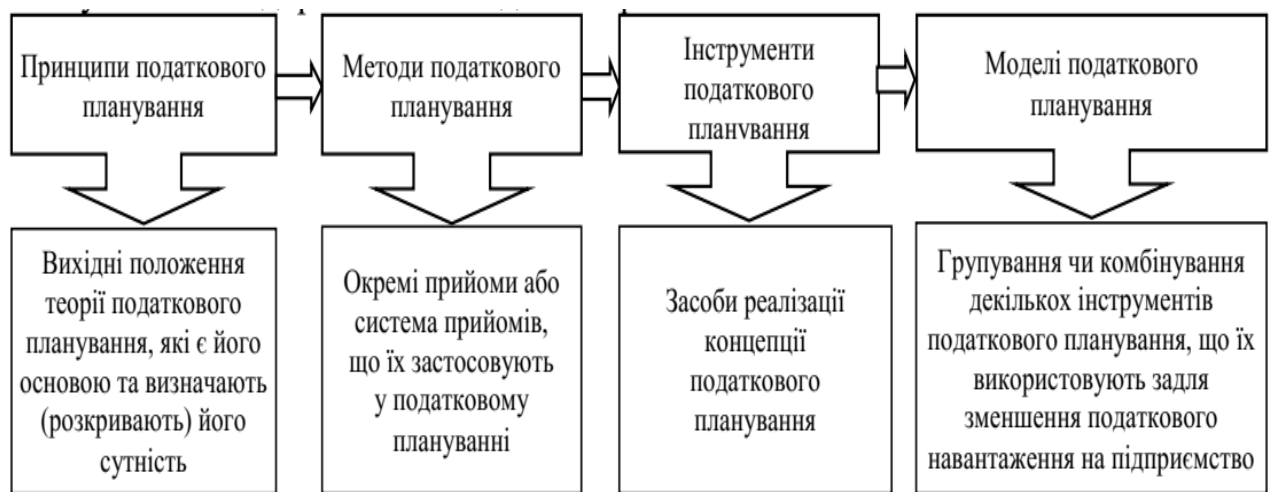 Принципи податкового
планування
Методи податкового
планування
Інструменти
податкового
планування
Моделі податкового
планування
Вихідні положення
теорії податкового
планування, які є його
основою та визначають
(розкривають) його
сутність
Окремі прийоми або
система прийомів,
що їх застосовують
у податковому
плануванні
Засоби реалізації
концепції
податкового
планування
Групування чи комбінування
декількох інструментів
податкового планування, що їх
використовують задля
зменшення податкового
навантаження на підприємство